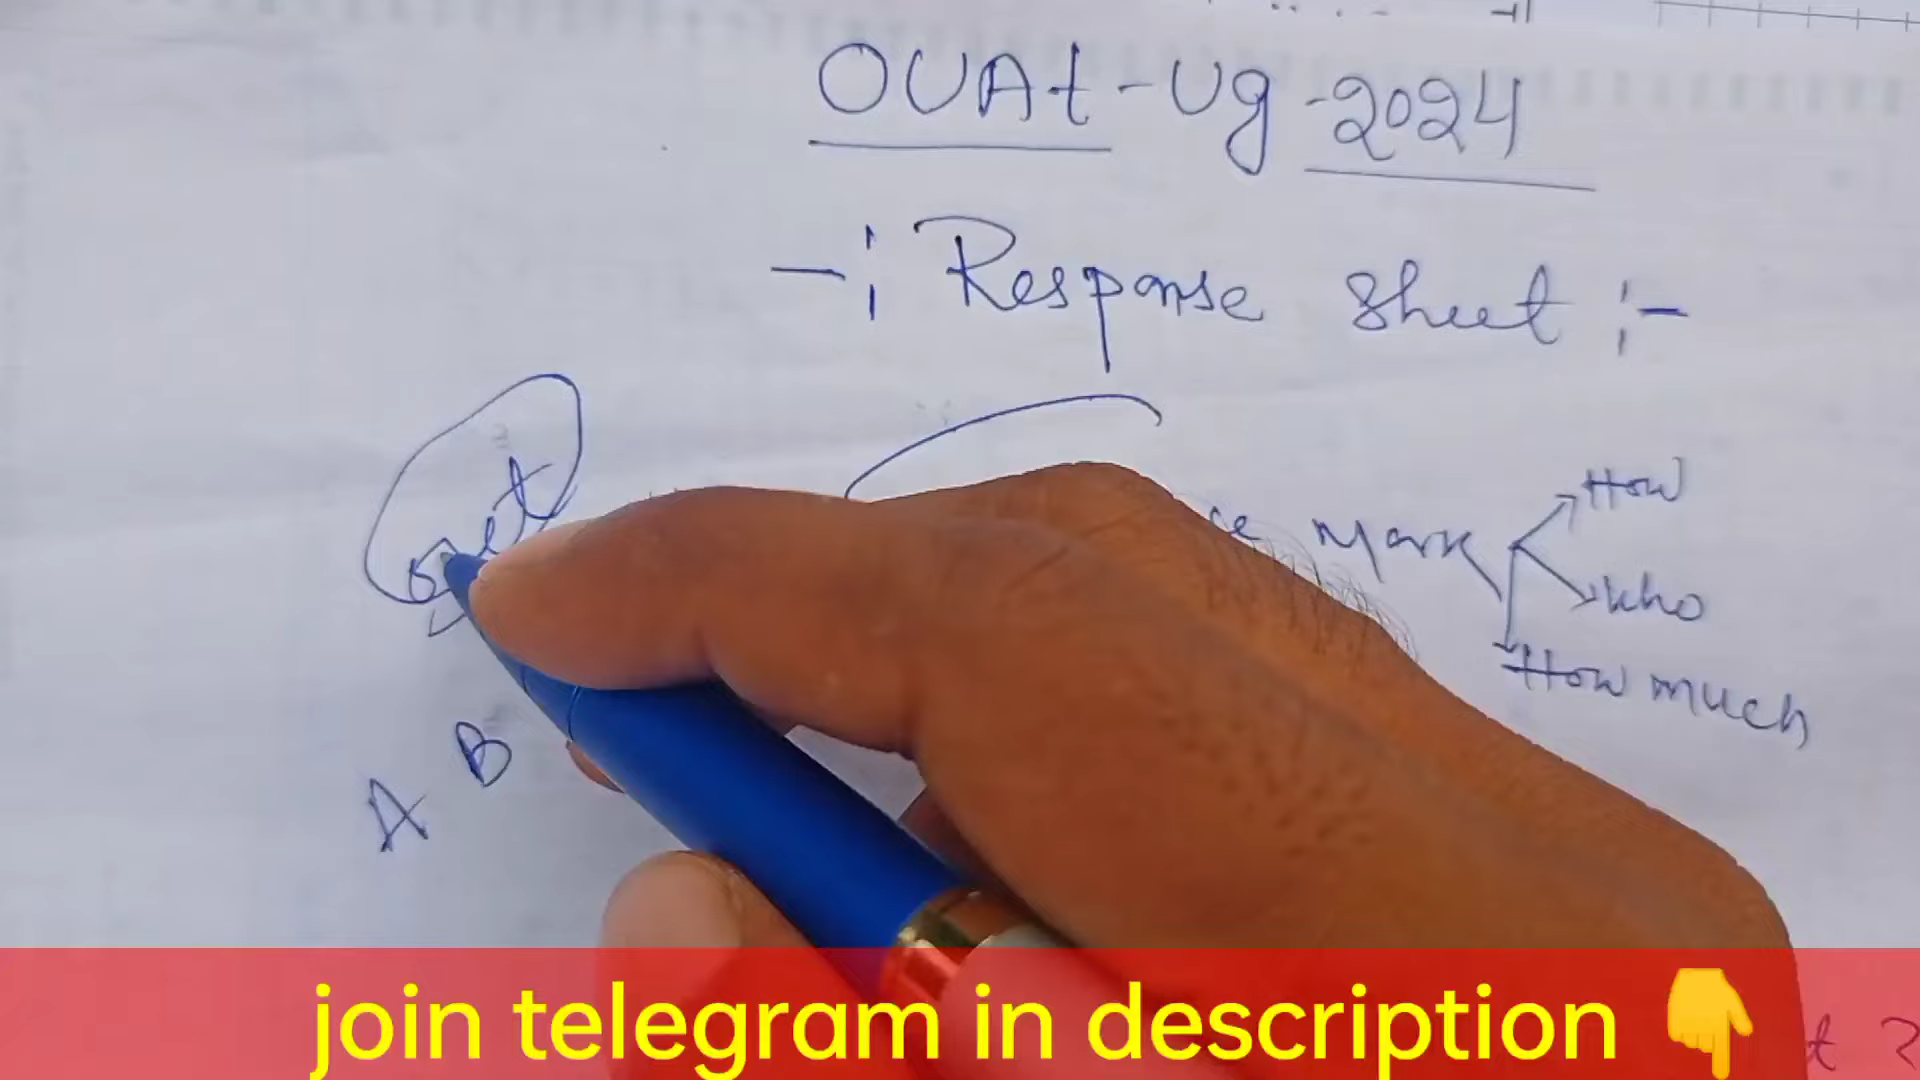 OUAt-Ug-2024
-: Response Sheet :-
Mark
How
Who
How much
A B
join telegram in description 👇